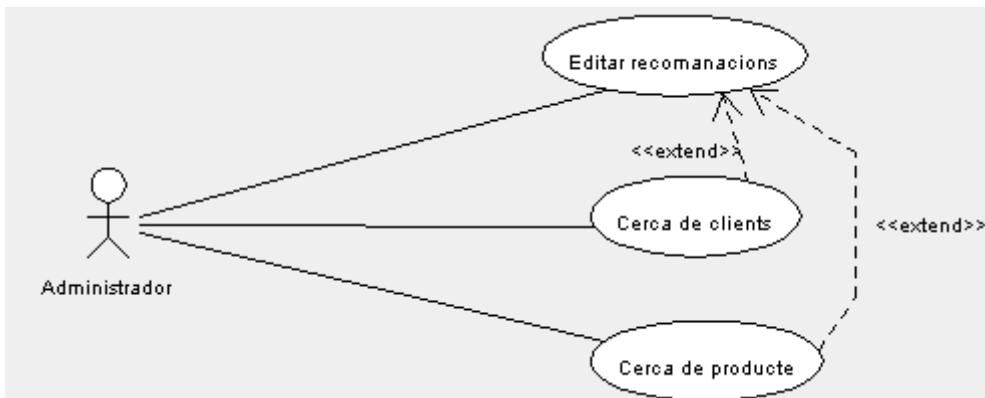 Editar recomanacions
<<extend>>
Cerca de clients
<<extend>>
Administrador
Cerca de producte